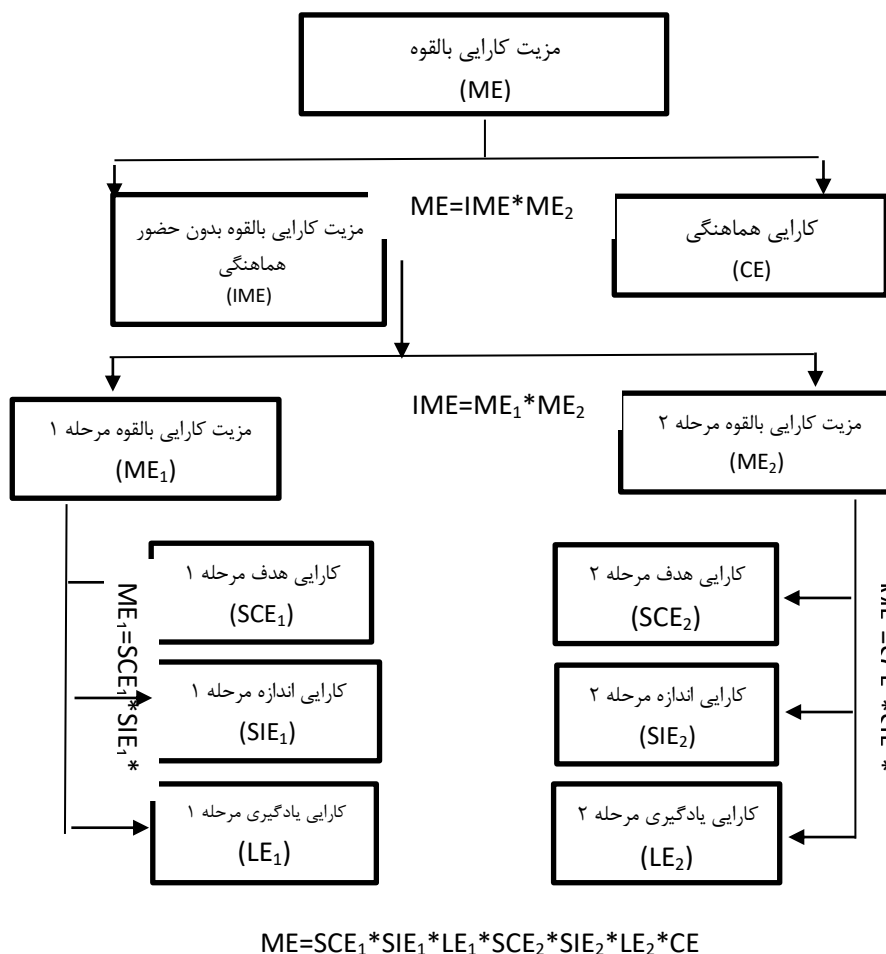 مزیت کارایی بالقوه
(ME)
ME=IME*ME₂
مزیت کارایی بالقوه بدون حضور
هماهنگی
(IME)
کارایی هماهنگی
(CE)
IME=ME₁*ME₂
مزیت کارایی بالقوه مرحله ۱
(ME₁)
مزیت کارایی بالقوه مرحله ۲
(ME₂)
ME₁=SCE₁*SIE₁*
کارایی هدف مرحله ۱
(SCE₁)
کارایی هدف مرحله ۲
(SCE₂)
کارایی اندازه مرحله ۱
(SIE₁)
کارایی اندازه مرحله ۲
(SIE₂)
کارایی یادگیری مرحله ۱
(LE₁)
کارایی یادگیری مرحله ۲
(LE₂)
ME=SCE₁*SIE₁*LE₁*SCE₂*SIE₂*LE₂*CE